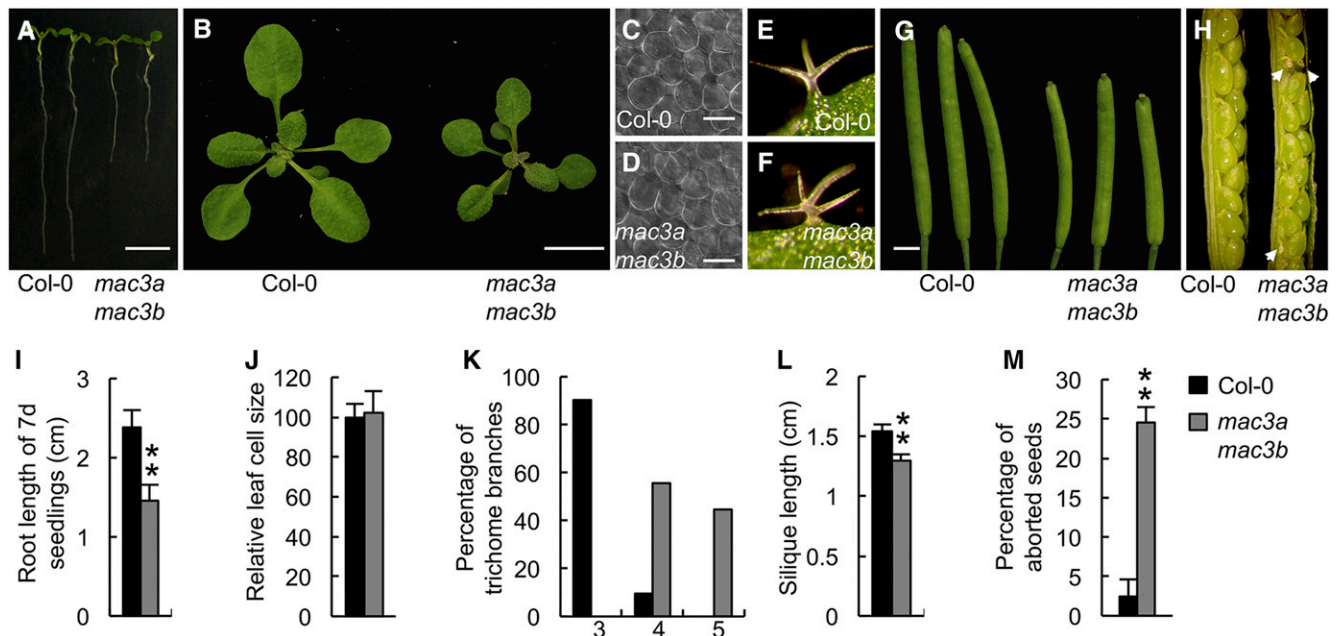 A
B
C
Col-0
D
mac3a
mac3b
E
Col-0
F
mac3a
mac3b
G
H
Col-0 mac3a
mac3b
Col-0
mac3a
mac3b
Col-0
mac3a
mac3b
Col-0 mac3a
mac3b
I
Root length of 7d
seedlings (cm)
3
2
1
0
**
J
Relative leaf cell size
120
100
80
60
40
20
0
K
Percentage of
trichome branches
100
80
60
40
20
0
3 4 5
L
Silique length (cm)
2
1.5
1
0.5
0
**
M
Percentage of
aborted seeds
30
25
20
15
10
5
0
**
Col-0
mac3a
mac3b